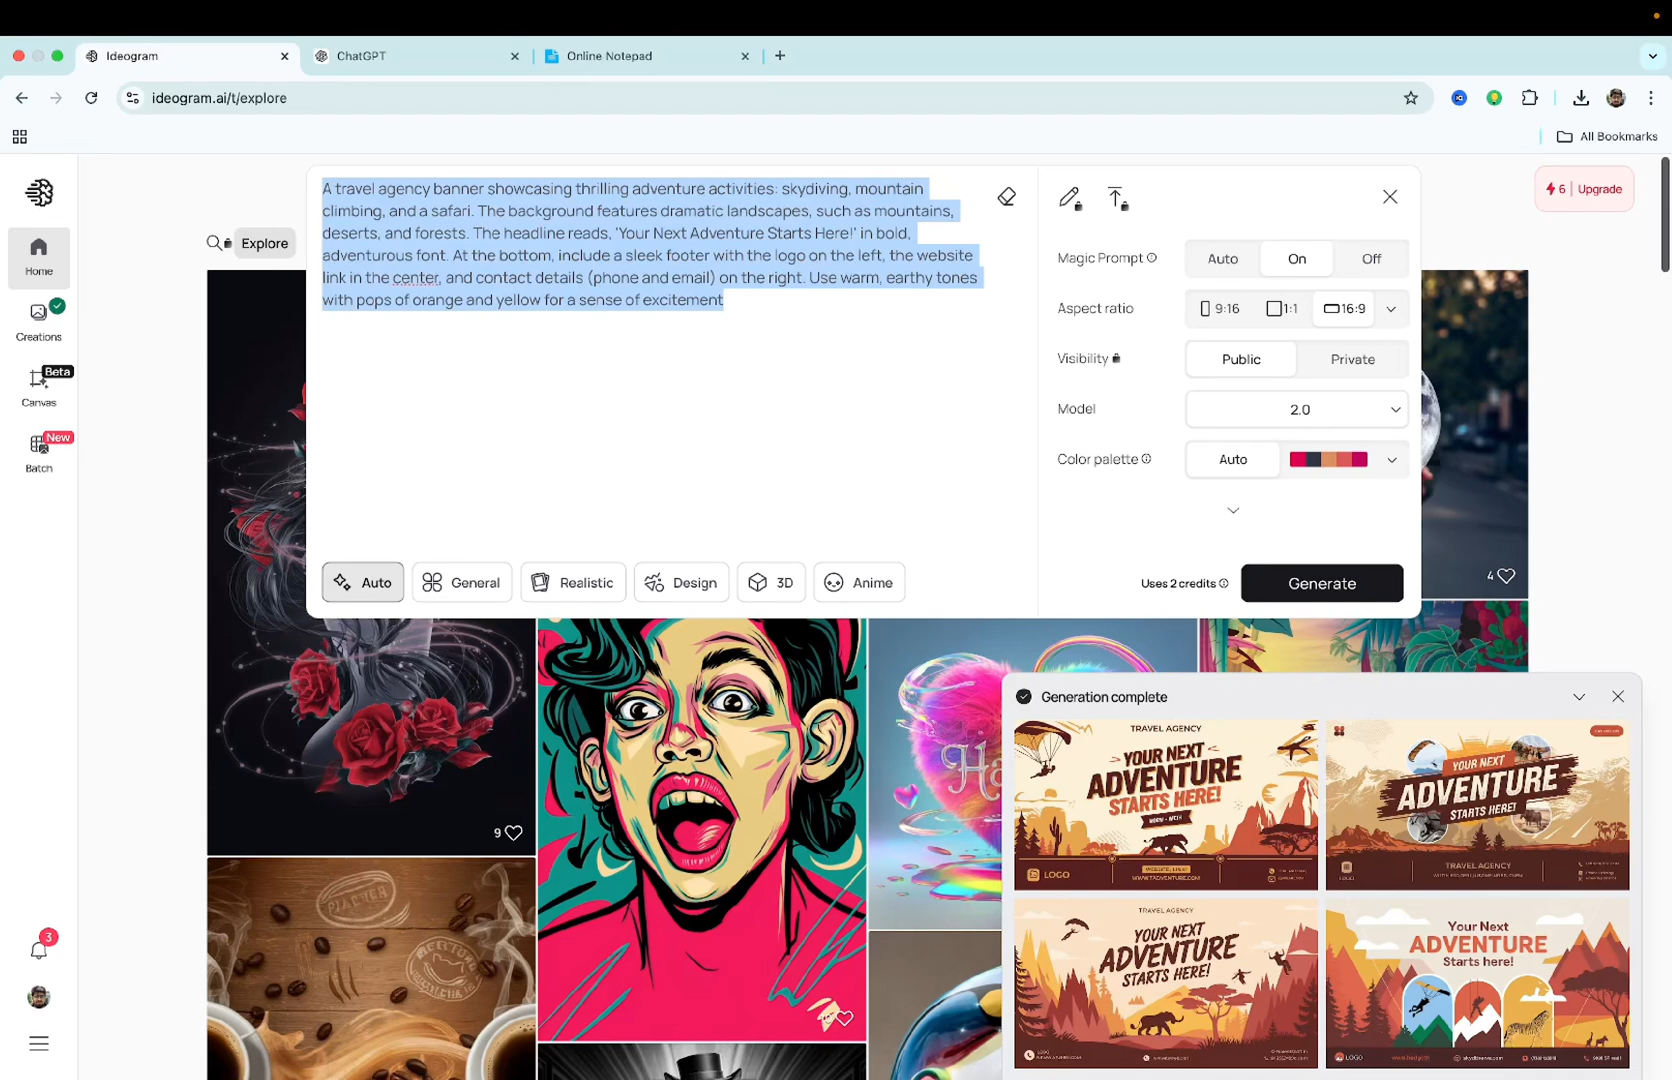 Ideogram
ChatGPT
Online Notepad
ideogram.ai/t/explore
All Bookmarks
6 | Upgrade
Explore
Home
Creations
Beta
Canvas
New
Batch
3
A travel agency banner showcasing thrilling adventure activities: skydiving, mountain
climbing, and a safari. The background features dramatic landscapes, such as mountains,
deserts, and forests. The headline reads, 'Your Next Adventure Starts Here!' in bold,
adventurous font. At the bottom, include a sleek footer with the logo on the left, the website
link in the center, and contact details (phone and email) on the right. Use warm, earthy tones
with pops of orange and yellow for a sense of excitement
Magic Prompt
Auto
On
Off
Aspect ratio
9:16
1:1
16:9
Visibility
Public
Private
Model
2.0
Color palette
Auto
Auto
General
Realistic
Design
3D
Anime
Uses 2 credits
Generate
4
9
Generation complete
TRAVEL AGENCY
YOUR NEXT
ADVENTURE
STARTS HERE!
LOGO
YOUR NEXT
ADVENTURE
STARTS HERE!
TRAVEL AGENCY
TRAVEL AGENCY
YOUR NEXT
ADVENTURE
STARTS HERE!
LOGO
Your Next
ADVENTURE
Starts here!
LOGO